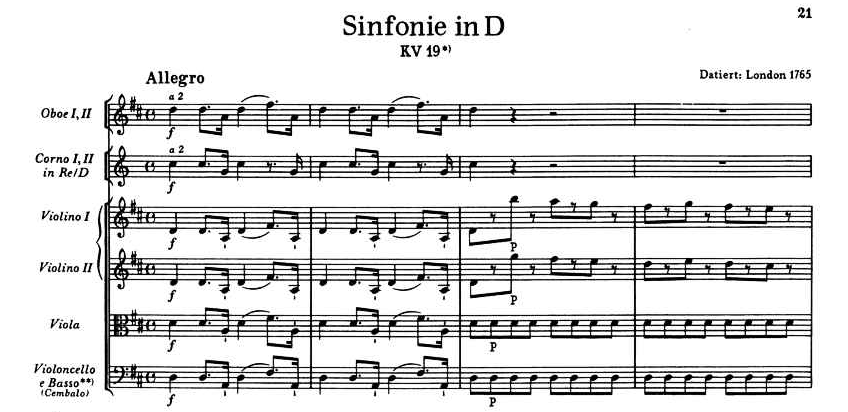 21
Sinfonie in D
KV 19*)
Allegro
Datiert: London 1765
a 2
Oboe I, II
f
a 2
Corno I, II
in Re/D
f
Violino I
f
p
Violino II
f
p
Viola
f
p
Violoncello
e Basso**)
(Cembalo)
f
p